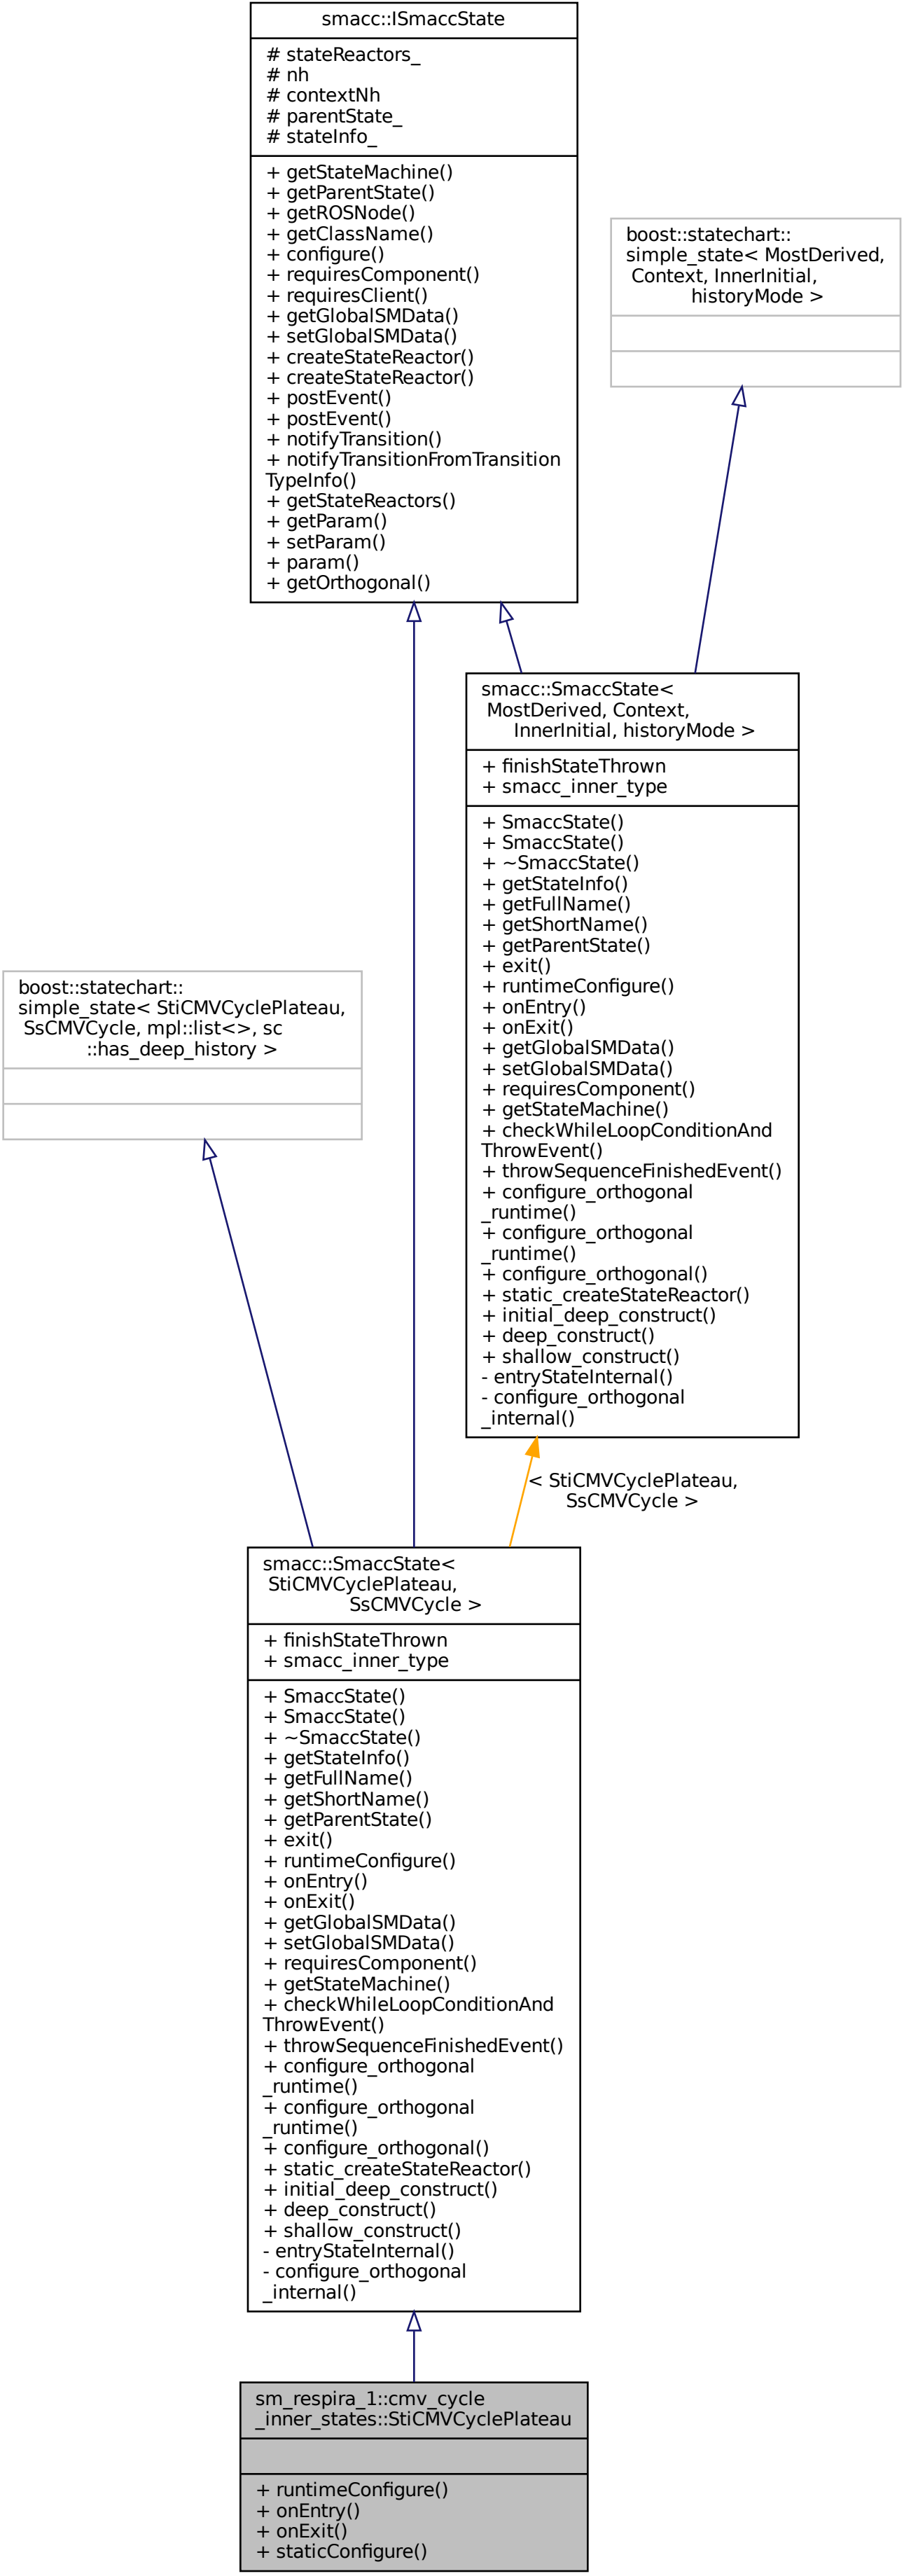 smacc::ISmaccState
# stateReactors_
# nh
# contextNh
# parentState_
# stateInfo_
+ getStateMachine()
+ getParentState()
+ getROSNode()
+ getClassName()
+ configure()
+ requiresComponent()
+ requiresClient()
+ getGlobalSMData()
+ setGlobalSMData()
+ createStateReactor()
+ createStateReactor()
+ postEvent()
+ postEvent()
+ notifyTransition()
+ notifyTransitionFromTransition
TypeInfo()
+ getStateReactors()
+ getParam()
+ setParam()
+ param()
+ getOrthogonal()
boost::statechart::
simple_state< MostDerived,
Context, InnerInitial,
historyMode >
smacc::SmaccState<
MostDerived, Context,
InnerInitial, historyMode >
+ finishStateThrown
+ smacc_inner_type
+ SmaccState()
+ SmaccState()
+ ~SmaccState()
+ getStateInfo()
+ getFullName()
+ getShortName()
+ getParentState()
+ exit()
+ runtimeConfigure()
+ onEntry()
+ onExit()
+ getGlobalSMData()
+ setGlobalSMData()
+ requiresComponent()
+ getStateMachine()
+ checkWhileLoopConditionAnd
ThrowEvent()
+ throwSequenceFinishedEvent()
+ configure_orthogonal
_runtime()
+ configure_orthogonal
_runtime()
+ configure_orthogonal()
+ static_createStateReactor()
+ initial_deep_construct()
+ deep_construct()
+ shallow_construct()
- entryStateInternal()
- configure_orthogonal
_internal()
boost::statechart::
simple_state< StiCMVCyclePlateau,
SsCMVCycle, mpl::list<>, sc
::has_deep_history >
< StiCMVCyclePlateau,
SsCMVCycle >
smacc::SmaccState<
StiCMVCyclePlateau,
SsCMVCycle >
+ finishStateThrown
+ smacc_inner_type
+ SmaccState()
+ SmaccState()
+ ~SmaccState()
+ getStateInfo()
+ getFullName()
+ getShortName()
+ getParentState()
+ exit()
+ runtimeConfigure()
+ onEntry()
+ onExit()
+ getGlobalSMData()
+ setGlobalSMData()
+ requiresComponent()
+ getStateMachine()
+ checkWhileLoopConditionAnd
ThrowEvent()
+ throwSequenceFinishedEvent()
+ configure_orthogonal
_runtime()
+ configure_orthogonal
_runtime()
+ configure_orthogonal()
+ static_createStateReactor()
+ initial_deep_construct()
+ deep_construct()
+ shallow_construct()
- entryStateInternal()
- configure_orthogonal
_internal()
sm_respira_1::cmv_cycle
_inner_states::StiCMVCyclePlateau
+ runtimeConfigure()
+ onEntry()
+ onExit()
+ staticConfigure()